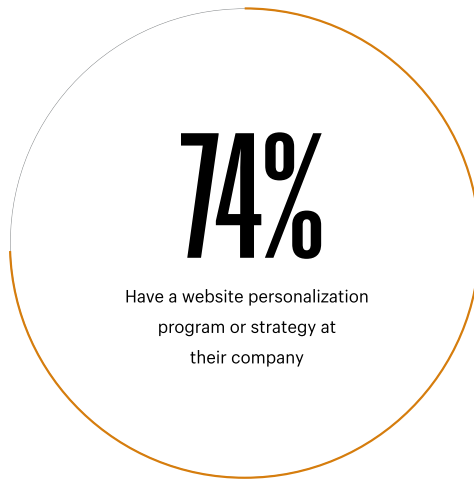 74%
Have a website personalization
program or strategy at
their company